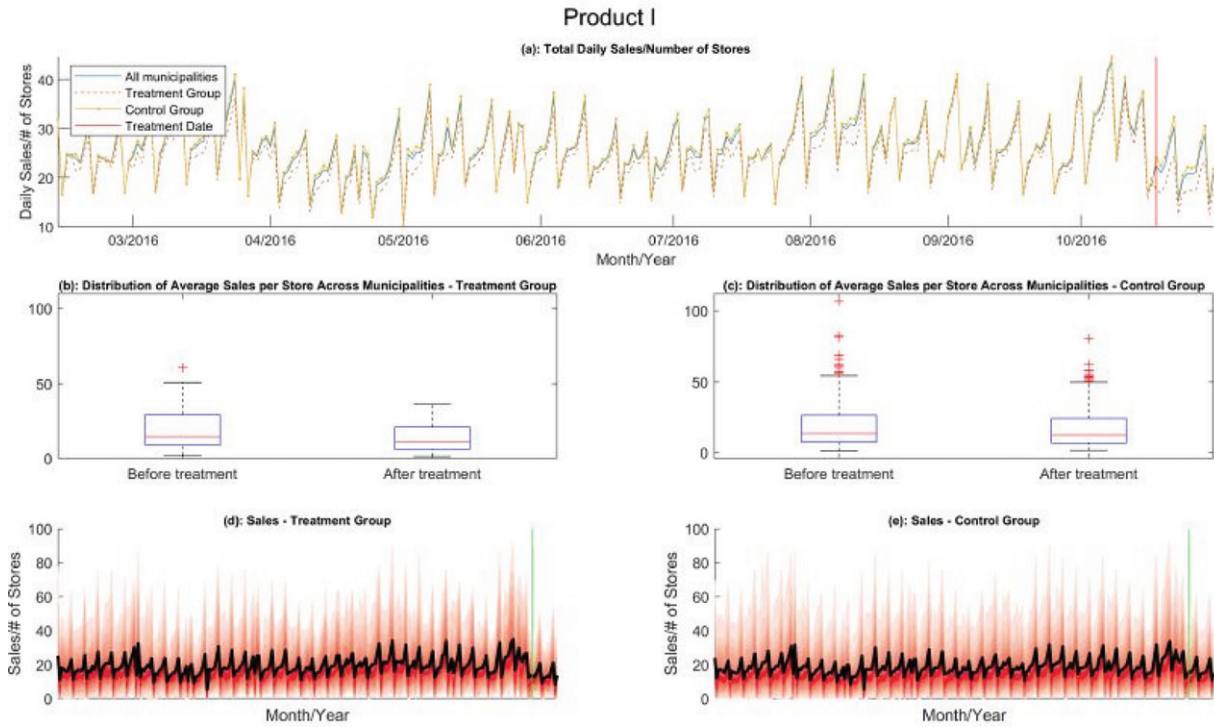 Product I
(a): Total Daily Sales/Number of Stores
Daily Sales/# of Stores
40
30
20
10
All municipalities
Treatment Group
Control Group
Treatment Date
03/2016 04/2016 05/2016 06/2016 07/2016 08/2016 09/2016 10/2016
Month/Year
(b): Distribution of Average Sales per Store Across Municipalities - Treatment Group
100
50
0
Before treatment After treatment
(c): Distribution of Average Sales per Store Across Municipalities - Control Group
100
50
0
Before treatment After treatment
(d): Sales - Treatment Group
Sales/# of Stores
100
80
60
40
20
0
Month/Year
(e): Sales - Control Group
Sales/# of Stores
100
80
60
40
20
0
Month/Year